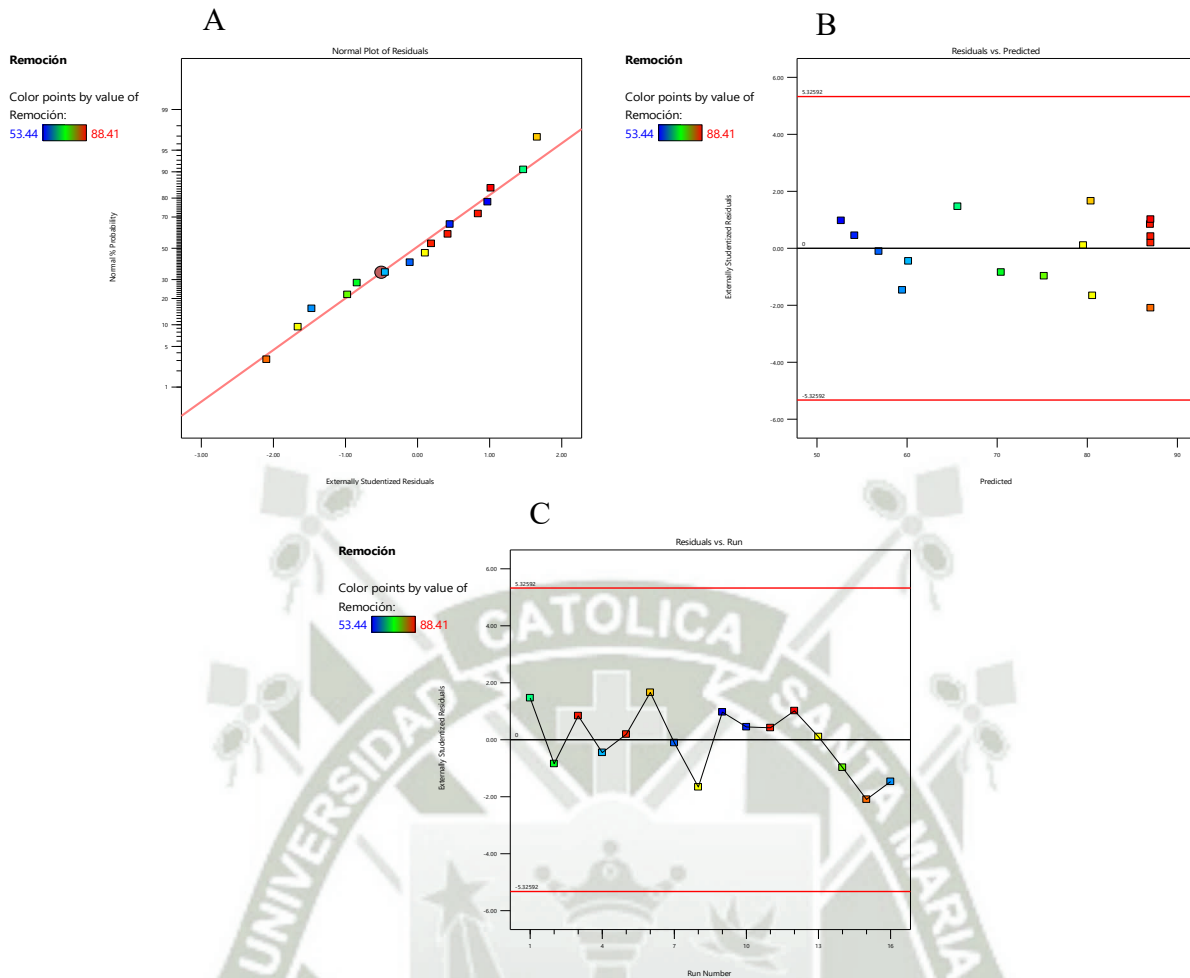 A
Normal Plot of Residuals
Remoción
Color points by value of
Remoción:
53.44 88.41
Normal % Probability
99
95
90
80
70
50
30
20
10
5
1
-3.00 -2.00 -1.00 0.00 1.00 2.00
Externally Studentized Residuals
B
Residuals vs. Predicted
Remoción
Color points by value of
Remoción:
53.44 88.41
Externally Studentized Residuals
6.00
5.32592
4.00
2.00
0.00
0
-2.00
-4.00
-5.32592
-6.00
50 60 70 80 90
Predicted
C
Residuals vs. Run
Remoción
Color points by value of
Remoción:
53.44 88.41
Externally Studentized Residuals
6.00
5.32592
4.00
2.00
0.00
0
-2.00
-4.00
-5.32592
-6.00
1 4 7 10 13 16
Run Number
UNIVERSIDAD CATOLICA SANTA MARIA